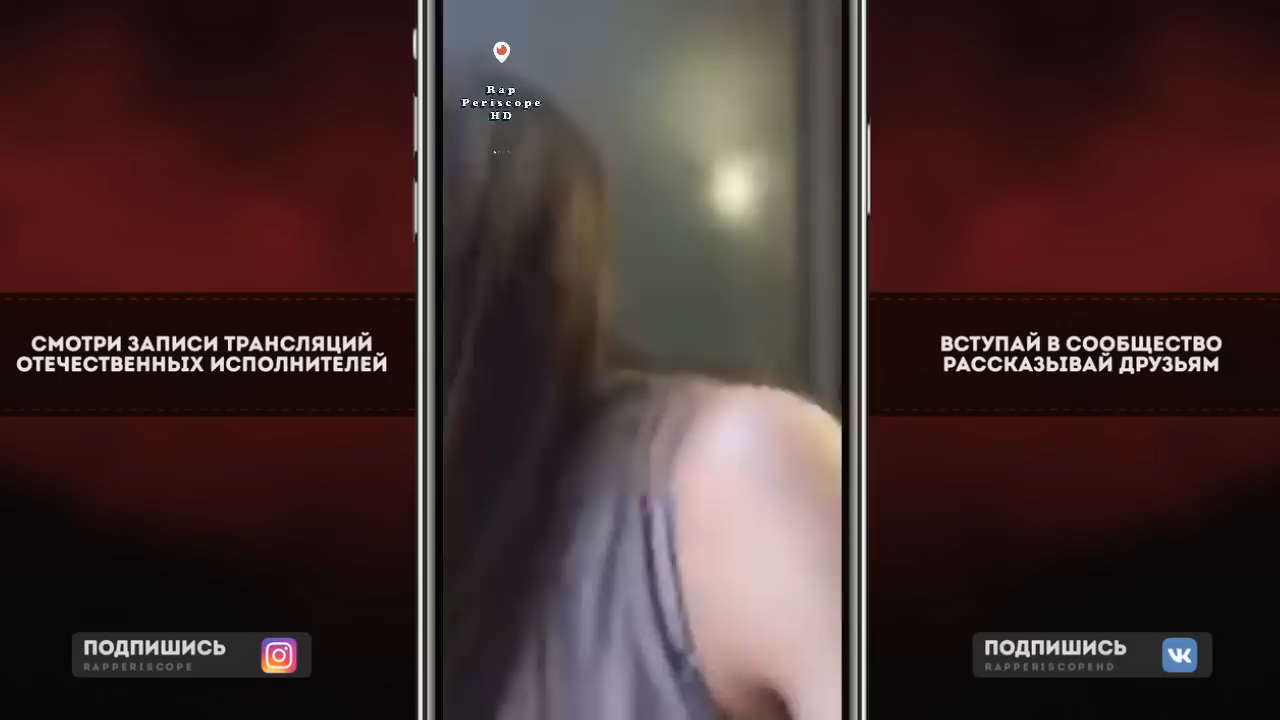 Rap
Periscope
HD
СМОТРИ ЗАПИСИ ТРАНСЛЯЦИЙ
ОТЕЧЕСТВЕННЫХ ИСПОЛНИТЕЛЕЙ
ВСТУПАЙ В СООБЩЕСТВО
РАССКАЗЫВАЙ ДРУЗЬЯМ
ПОДПИШИСЬ
RAPPERISCOPE
ПОДПИШИСЬ
RAPPERISCOPEHD